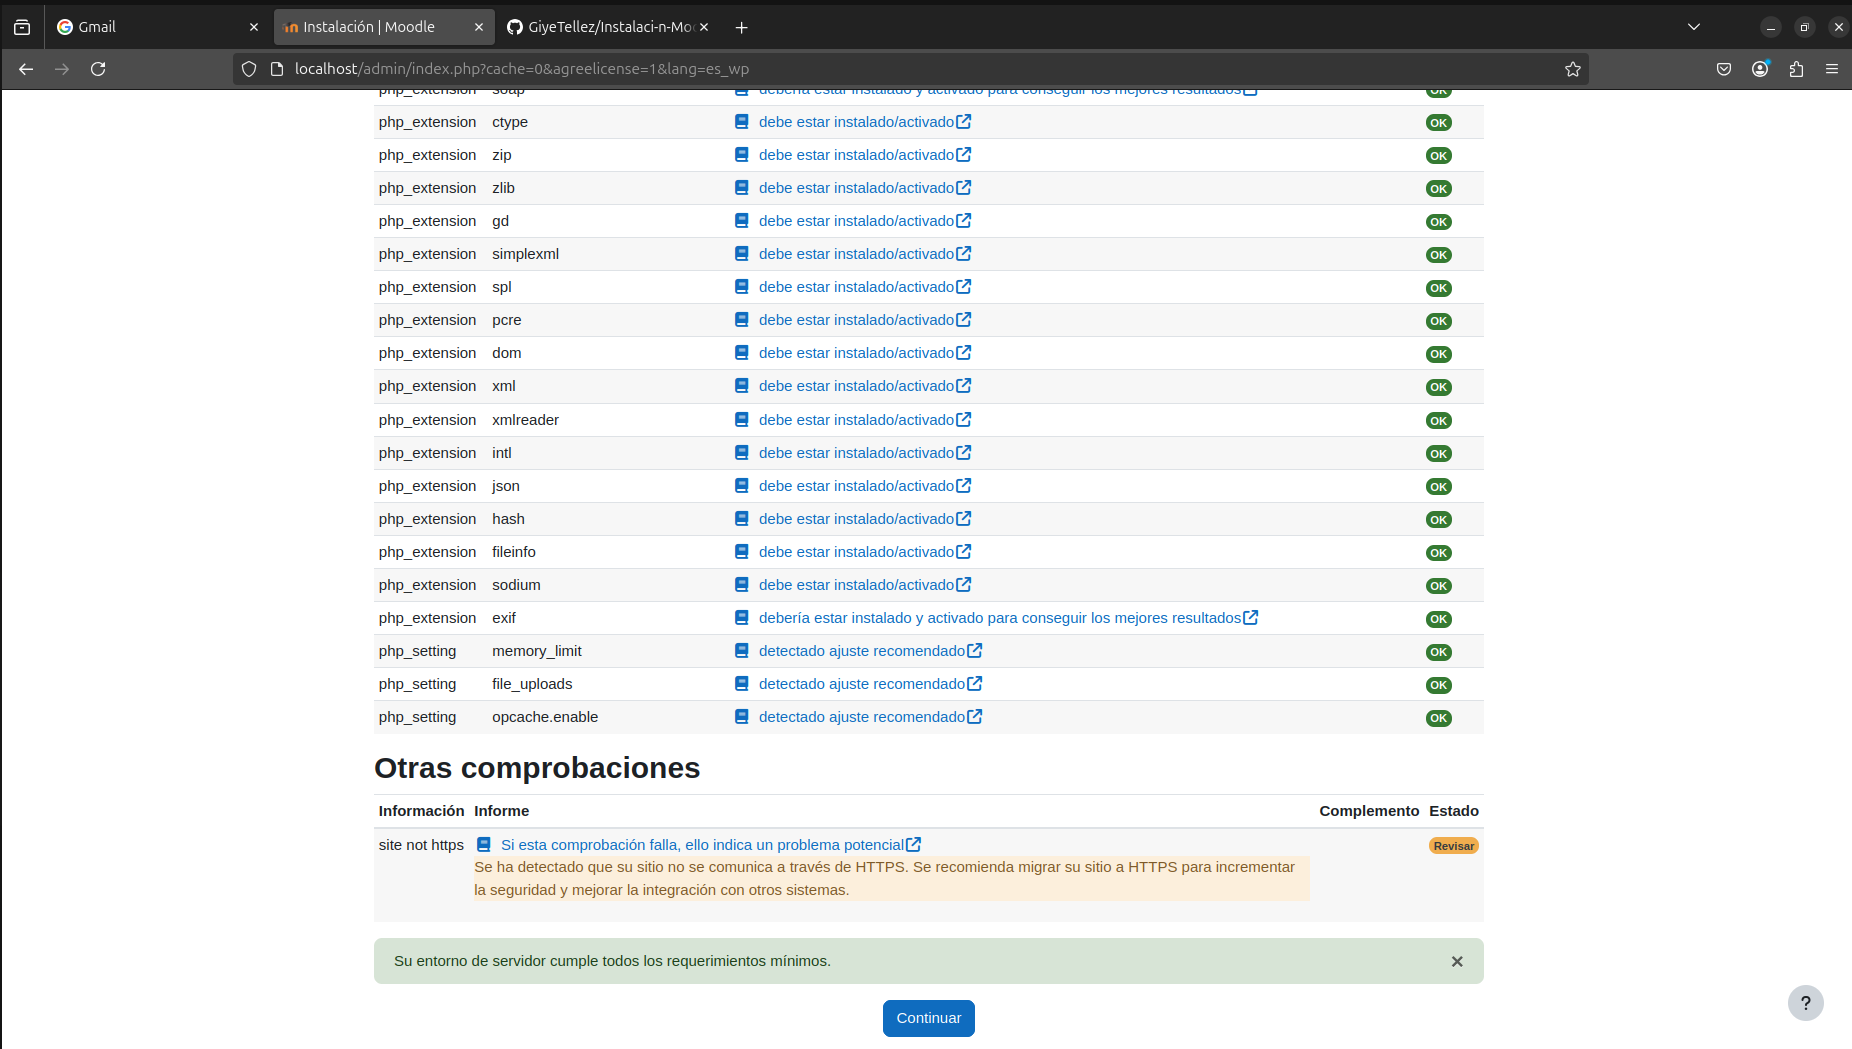 Gmail
Instalación | Moodle
GiyeTellez/Instalaci-n-Moo
localhost/admin/index.php?cache=0&agreelicense=1&lang=es_wp
php_extension soap debería estar instalado y activado para conseguir los mejores resultados OK
php_extension ctype debe estar instalado/activado OK
php_extension zip debe estar instalado/activado OK
php_extension zlib debe estar instalado/activado OK
php_extension gd debe estar instalado/activado OK
php_extension simplexml debe estar instalado/activado OK
php_extension spl debe estar instalado/activado OK
php_extension pcre debe estar instalado/activado OK
php_extension dom debe estar instalado/activado OK
php_extension xml debe estar instalado/activado OK
php_extension xmlreader debe estar instalado/activado OK
php_extension intl debe estar instalado/activado OK
php_extension json debe estar instalado/activado OK
php_extension hash debe estar instalado/activado OK
php_extension fileinfo debe estar instalado/activado OK
php_extension sodium debe estar instalado/activado OK
php_extension exif debería estar instalado y activado para conseguir los mejores resultados OK
php_setting memory_limit detectado ajuste recomendado OK
php_setting file_uploads detectado ajuste recomendado OK
php_setting opcache.enable detectado ajuste recomendado OK
Otras comprobaciones
Información Informe Complemento Estado
site not https Si esta comprobación falla, ello indica un problema potencial Revisar
Se ha detectado que su sitio no se comunica a través de HTTPS. Se recomienda migrar su sitio a HTTPS para incrementar
la seguridad y mejorar la integración con otros sistemas.
Su entorno de servidor cumple todos los requerimientos mínimos.
Continuar
?